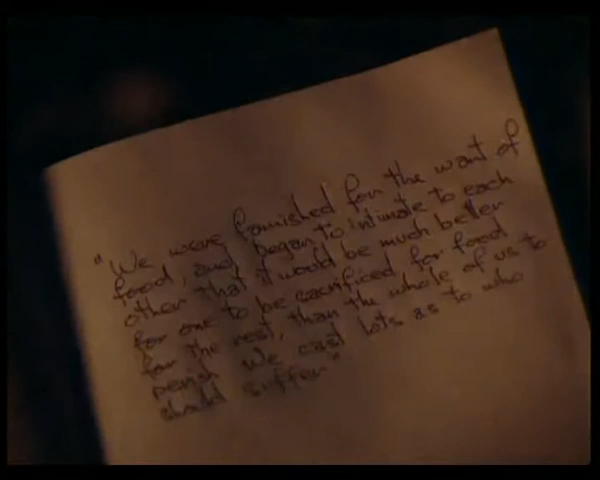 "We were famished for the want of
food, and began to intimate to each
other that it would be much better
for one to be sacrificed for food
for the rest, than the whole of us to
perish We cast lots as to who
should suffer"